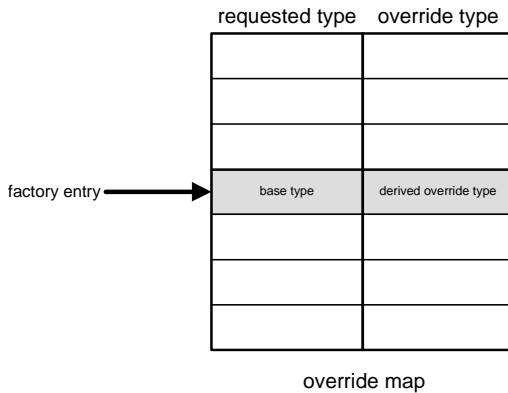 requested type override type
factory entry base type derived override type
override map